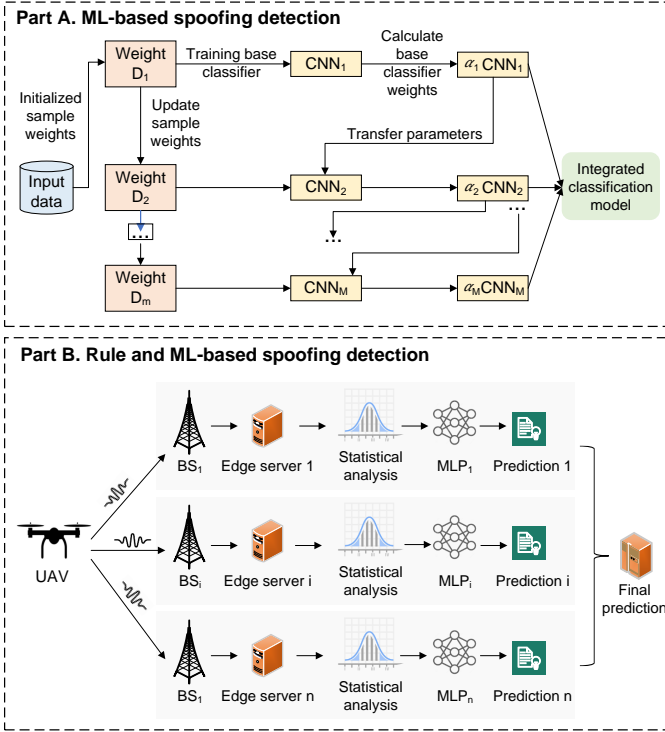 Part A. ML-based spoofing detection
Weight
D₁
Training base
classifier
CNN₁
Calculate
base
classifier
weights
α₁ CNN₁
Initialized
sample
weights
Update
sample
weights
Transfer parameters
Input
data
Weight
D₂
CNN₂
α₂ CNN₂
Integrated
classification
model
...
...
...
Weight
Dₘ
CNN_M
α_M CNN_M
Part B. Rule and ML-based spoofing detection
BS₁
Edge server 1
Statistical
analysis
MLP₁
Prediction 1
UAV
BSᵢ
Edge server i
Statistical
analysis
MLPᵢ
Prediction i
Final
prediction
BS₁
Edge server n
Statistical
analysis
MLPₙ
Prediction n